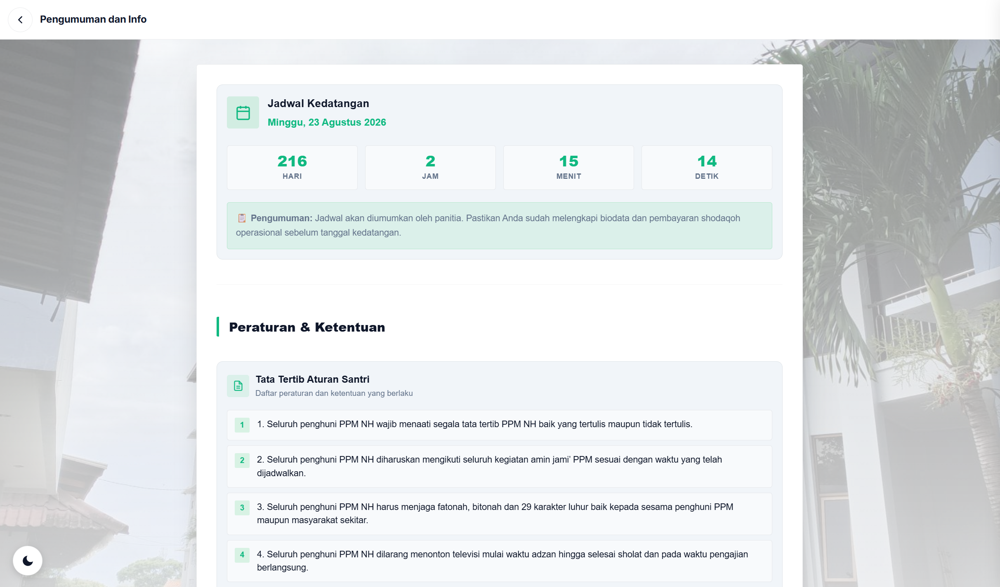 Pengumuman dan Info
Jadwal Kedatangan
Minggu, 23 Agustus 2026
216
HARI
2
JAM
15
MENIT
14
DETIK
📋 Pengumuman: Jadwal akan diumumkan oleh panitia. Pastikan Anda sudah melengkapi biodata dan pembayaran shodaqoh
operasional sebelum tanggal kedatangan.
Peraturan & Ketentuan
Tata Tertib Aturan Santri
Daftar peraturan dan ketentuan yang berlaku
1
1. Seluruh penghuni PPM NH wajib menaati segala tata tertib PPM NH baik yang tertulis maupun tidak tertulis.
2
2. Seluruh penghuni PPM NH diharuskan mengikuti seluruh kegiatan amin jami’ PPM sesuai dengan waktu yang telah
dijadwalkan.
3
3. Seluruh penghuni PPM NH harus menjaga fatonah, bitonah dan 29 karakter luhur baik kepada sesama penghuni PPM
maupun masyarakat sekitar.
4
4. Seluruh penghuni PPM NH dilarang menonton televisi mulai waktu adzan hingga selesai sholat dan pada waktu pengajian
berlangsung.